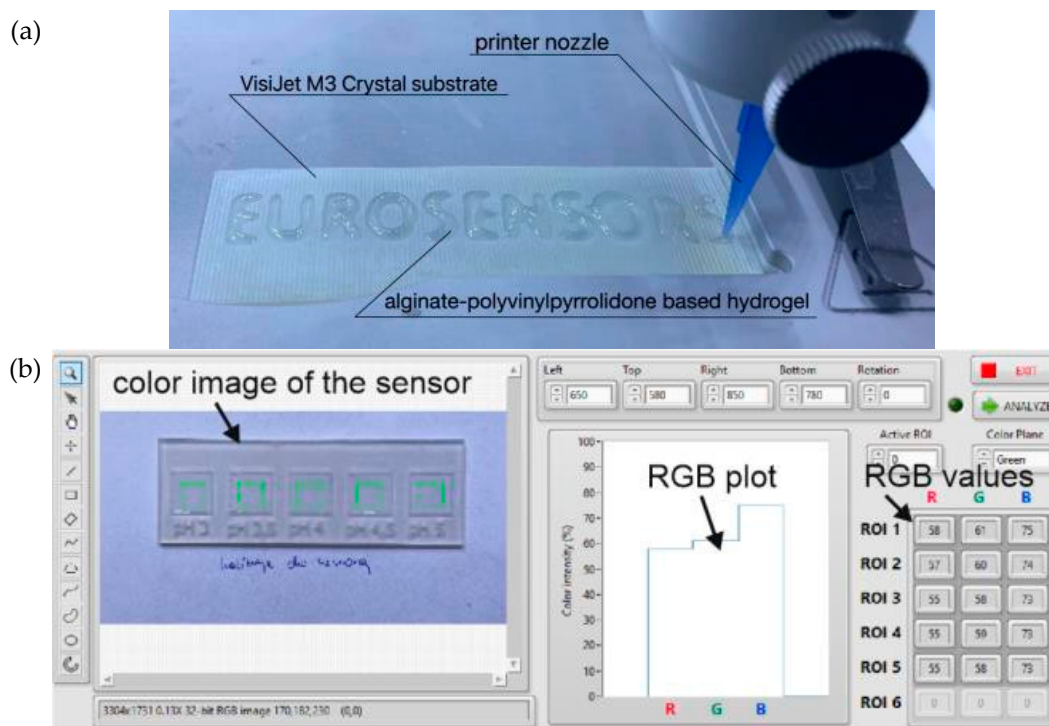 (a)
printer nozzle
VisiJet M3 Crystal substrate
EUROSENSORS
alginate-polyvinylpyrrolidone based hydrogel
(b)
color image of the sensor
Left Top Right Bottom Rotation
650 580 850 780 0
EXIT
ANALYZE
Active ROI Color Plane
0 Green
RGB plot
RGB values
R G B
ROI 1 58 61 75
ROI 2 57 60 74
ROI 3 55 58 73
ROI 4 55 59 73
ROI 5 55 58 73
ROI 6 0 0 0
Color intensity (%)
100
90
80
70
60
50
40
30
20
10
0
R G B
pH 3 pH 3,5 pH 4 pH 4,5 pH 5
3304x1731 0.13X 32-bit RGB image 170,182,230 (0,0)